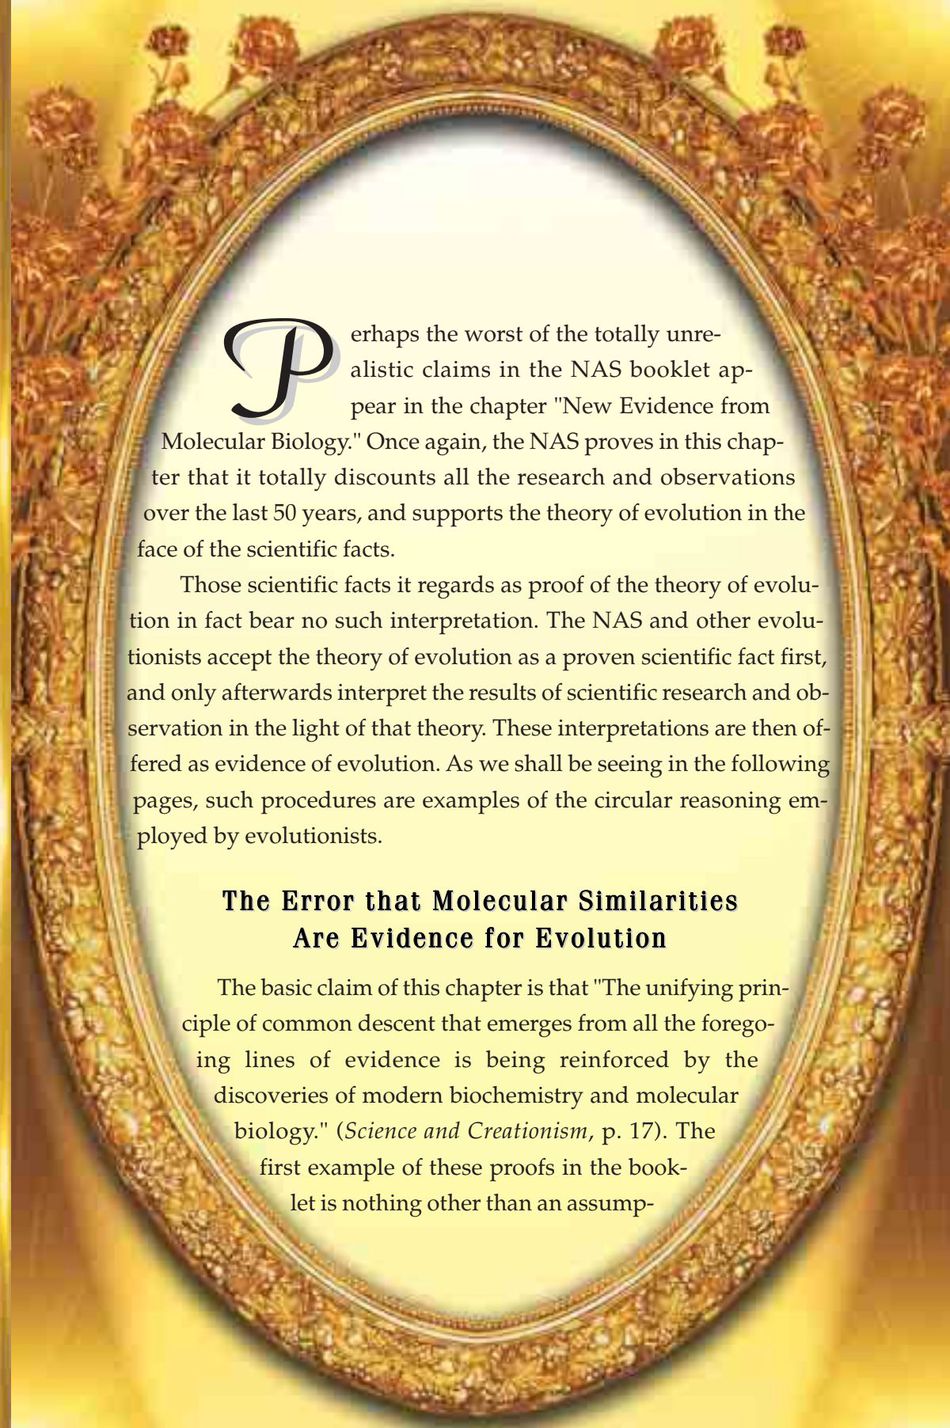 Perhaps the worst of the totally unre-
alistic claims in the NAS booklet ap-
pear in the chapter "New Evidence from
Molecular Biology." Once again, the NAS proves in this chap-
ter that it totally discounts all the research and observations
over the last 50 years, and supports the theory of evolution in the
face of the scientific facts.
Those scientific facts it regards as proof of the theory of evolu-
tion in fact bear no such interpretation. The NAS and other evolu-
tionists accept the theory of evolution as a proven scientific fact first,
and only afterwards interpret the results of scientific research and ob-
servation in the light of that theory. These interpretations are then of-
fered as evidence of evolution. As we shall be seeing in the following
pages, such procedures are examples of the circular reasoning em-
ployed by evolutionists.
The Error that Molecular Similarities
Are Evidence for Evolution
The basic claim of this chapter is that "The unifying prin-
ciple of common descent that emerges from all the forego-
ing lines of evidence is being reinforced by the
discoveries of modern biochemistry and molecular
biology." (Science and Creationism, p. 17). The
first example of these proofs in the book-
let is nothing other than an assump-